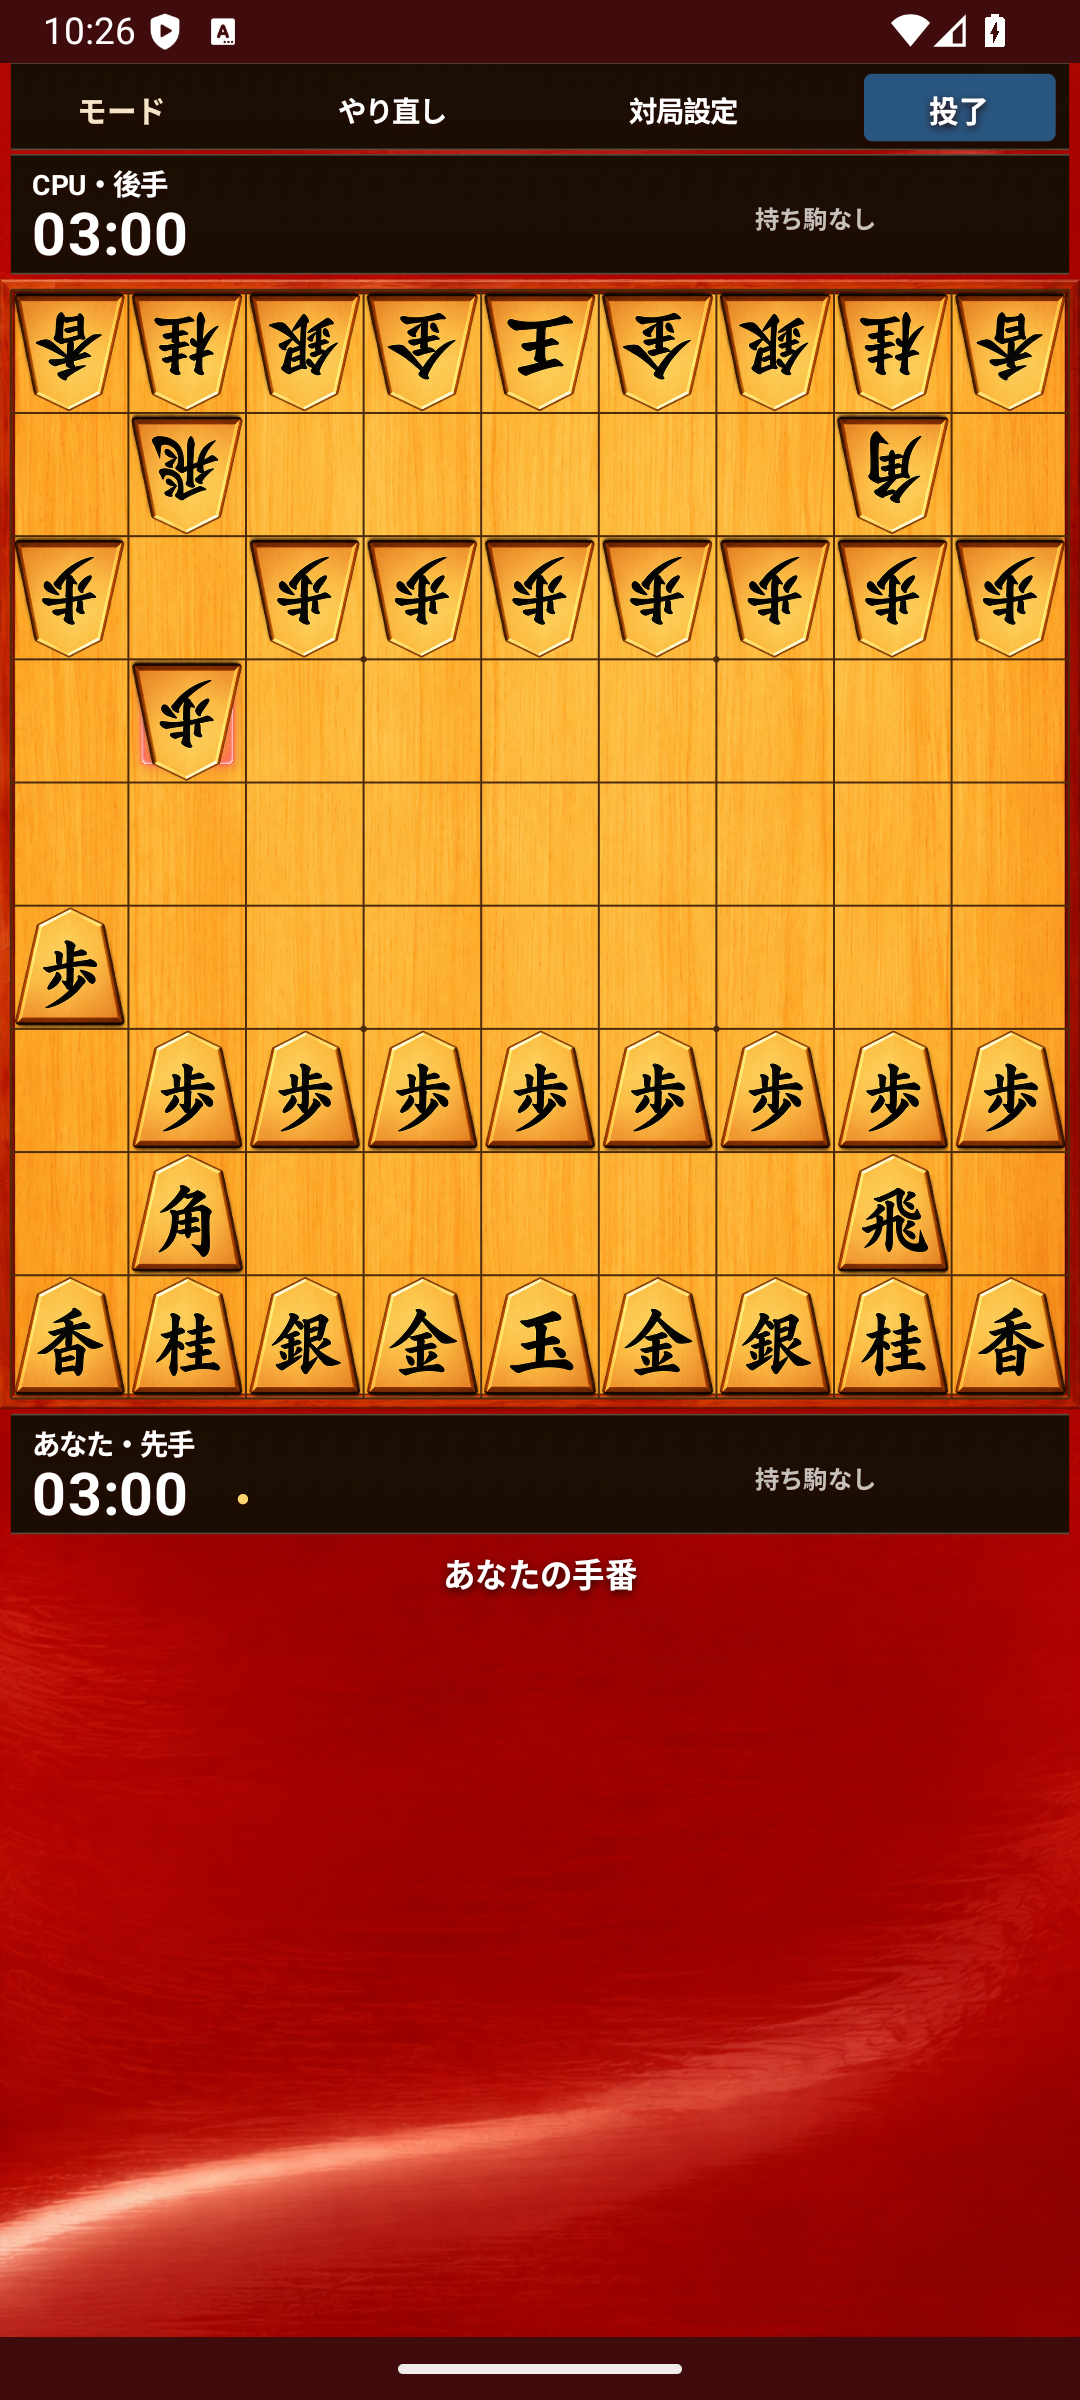 10:26
モード やり直し 対局設定 投了
CPU・後手
03:00
持ち駒なし
香 桂 銀 金 王 金 銀 桂 香
飛 角
歩 歩 歩 歩 歩 歩 歩 歩
歩
歩
歩 歩 歩 歩 歩 歩 歩 歩
角 飛
香 桂 銀 金 玉 金 銀 桂 香
あなた・先手
03:00
持ち駒なし
あなたの手番